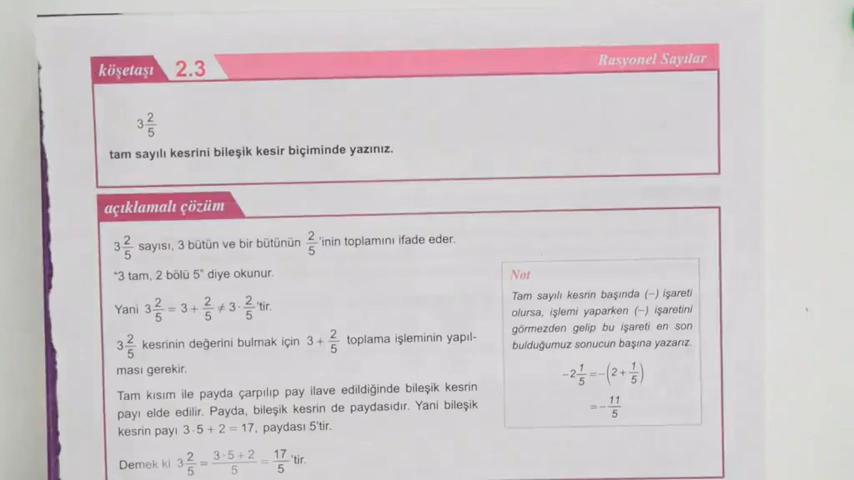 köşetaşı 2.3 Rasyonel Sayılar
3 2/5
tam sayılı kesrini bileşik kesir biçiminde yazınız.
açıklamalı çözüm
3 2/5 sayısı, 3 bütün ve bir bütünün 2/5'inin toplamını ifade eder.
"3 tam, 2 bölü 5" diye okunur.
Yani 3 2/5 = 3 + 2/5 ≠ 3 · 2/5 'tir.
3 2/5 kesrinin değerini bulmak için 3 + 2/5 toplama işleminin yapıl-
ması gerekir.
Tam kısım ile payda çarpılıp pay ilave edildiğinde bileşik kesrin
payı elde edilir. Payda, bileşik kesrin de paydasıdır. Yani bileşik
kesrin payı 3·5 + 2 = 17, paydası 5'tir.
Demek ki 3 2/5 = (3·5 + 2)/5 = 17/5 'tir.
Not
Tam sayılı kesrin başında (−) işareti
olursa, işlemi yaparken (−) işaretini
görmezden gelip bu işareti en son
bulduğumuz sonucun başına yazarız.
−2 1/5 = −(2 + 1/5)
= − 11/5